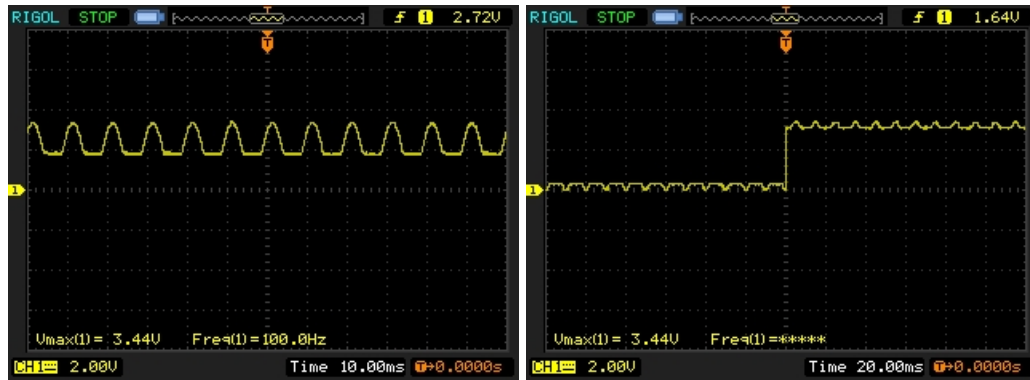 RIGOL STOP T f 1 2.72V
T
1
Vmax(1)= 3.44V Freq(1)=100.0Hz
CH1 2.00V Time 10.00ms T→0.0000s
RIGOL STOP T f 1 1.64V
T
1
Vmax(1)= 3.44V Freq(1)=*****
CH1 2.00V Time 20.00ms T→0.0000s